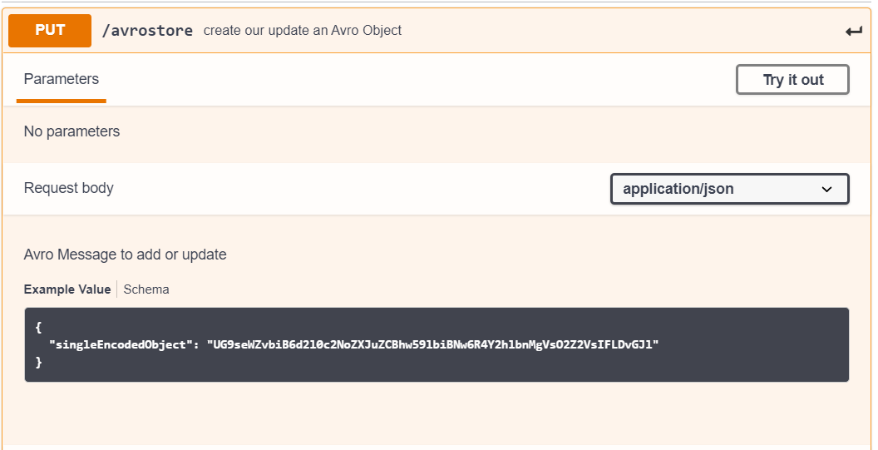 PUT /avrostore create our update an Avro Object
Parameters
Try it out
No parameters
Request body
application/json
Avro Message to add or update
Example Value Schema
{
"singleEncodedObject": "UG9seWZvbiB6d2l0c2NoZXJuZCBhw591biBNw6R4Y2hlbnMgVsO2Z2VsIFLDvGJl"
}